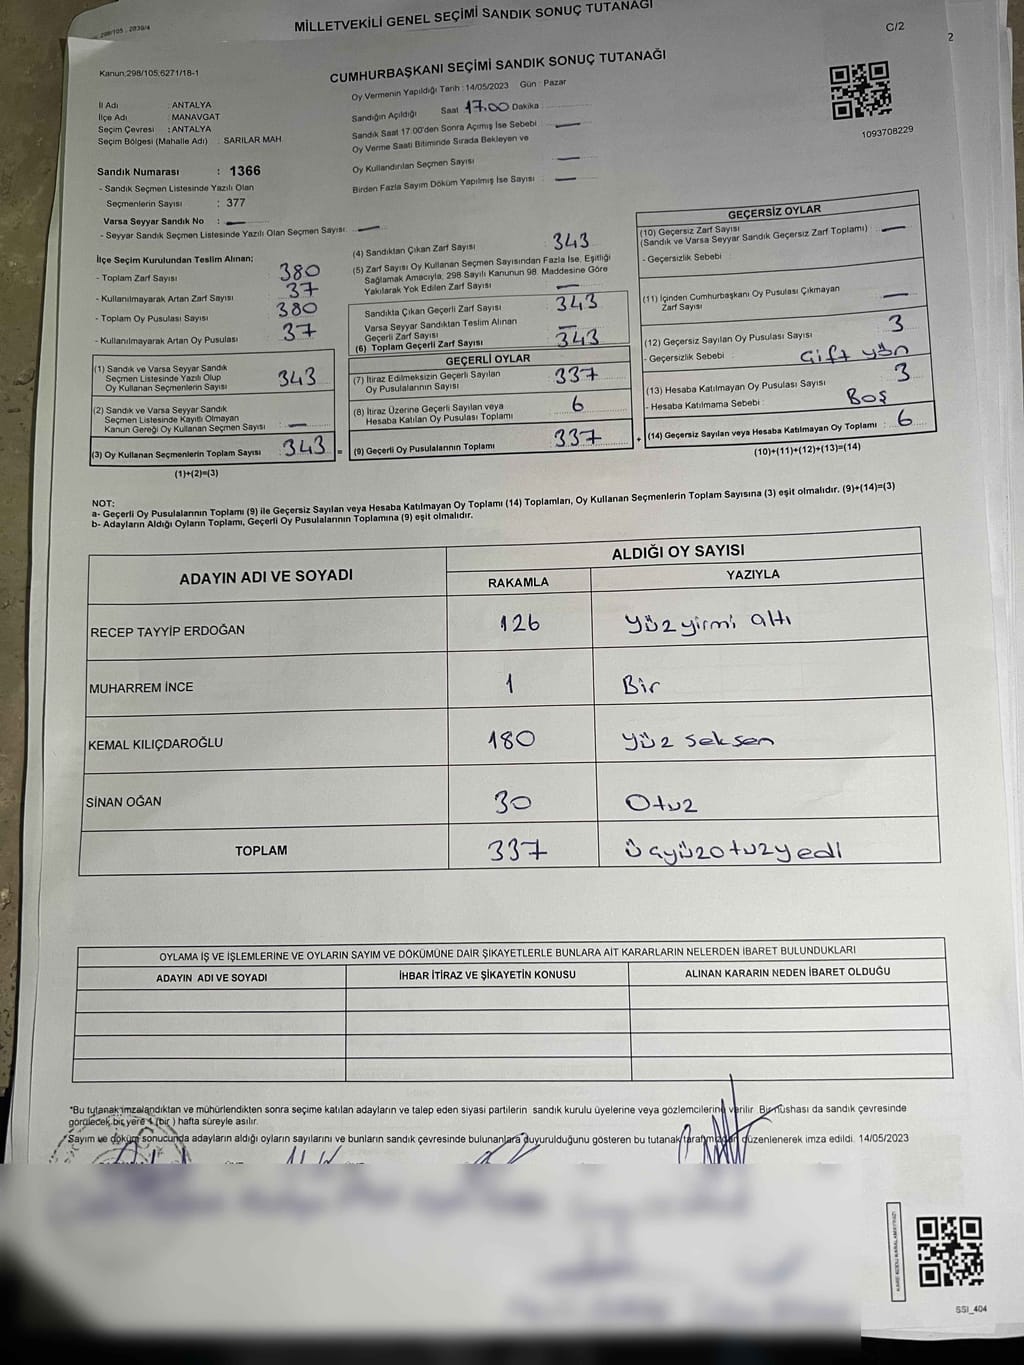 MİLLETVEKİLİ GENEL SEÇİMİ SANDIK SONUÇ TUTANAĞI
C/2
2
Kanun;298/105;6271/18-1
CUMHURBAŞKANI SEÇİMİ SANDIK SONUÇ TUTANAĞI
1093708229
İl Adı : ANTALYA
İlçe Adı : MANAVGAT
Seçim Çevresi : ANTALYA
Seçim Bölgesi (Mahalle Adı) : SARILAR MAH
Sandık Numarası : 1366
- Sandık Seçmen Listesinde Yazılı Olan
Seçmenlerin Sayısı : 377
Varsa Seyyar Sandık No : —
- Seyyar Sandık Seçmen Listesinde Yazılı Olan Seçmen Sayısı: —
Oy Vermenin Yapıldığı Tarih : 14/05/2023 Gün : Pazar
Sandığın Açıldığı Saat 17.00 Dakika
Sandık Saat 17.00'den Sonra Açımış İse Sebebi —
Oy Verme Saati Bitiminde Sırada Bekleyen ve
Oy Kullandırılan Seçmen Sayısı —
Birden Fazla Sayım Döküm Yapılmış İse Sayısı —
İlçe Seçim Kurulundan Teslim Alınan;
- Toplam Zarf Sayısı 380
- Kullanılmayarak Artan Zarf Sayısı 37
- Toplam Oy Pusulası Sayısı 380
- Kullanılmayarak Artan Oy Pusulası 37
(1) Sandık ve Varsa Seyyar Sandık
Seçmen Listesinde Yazılı Olup
Oy Kullanan Seçmenlerin Sayısı : 343
(2) Sandık ve Varsa Seyyar Sandık
Seçmen Listesinde Kayıtlı Olmayan
Kanun Gereği Oy Kullanan Seçmen Sayısı : —
(3) Oy Kullanan Seçmenlerin Toplam Sayısı : 343 =
(1)+(2)=(3)
(4) Sandıktan Çıkan Zarf Sayısı 343
(5) Zarf Sayısı Oy Kullanan Seçmen Sayısından Fazla İse, Eşitliği
Sağlamak Amacıyla, 298 Sayılı Kanunun 98. Maddesine Göre
Yakılarak Yok Edilen Zarf Sayısı —
Sandıkta Çıkan Geçerli Zarf Sayısı 343
Varsa Seyyar Sandıktan Teslim Alınan
Geçerli Zarf Sayısı —
(6) Toplam Geçerli Zarf Sayısı 343
GEÇERLİ OYLAR
(7) İtiraz Edilmeksizin Geçerli Sayılan
Oy Pusulalarının Sayısı : 337
(8) İtiraz Üzerine Geçerli Sayılan veya
Hesaba Katılan Oy Pusulası Toplamı : 6
(9) Geçerli Oy Pusulalarının Toplamı : 337 +
GEÇERSİZ OYLAR
(10) Geçersiz Zarf Sayısı
(Sandık ve Varsa Seyyar Sandık Geçersiz Zarf Toplamı) : —
- Geçersizlik Sebebi :
(11) İçinden Cumhurbaşkanı Oy Pusulası Çıkmayan
Zarf Sayısı : —
(12) Geçersiz Sayılan Oy Pusulası Sayısı : 3
- Geçersizlik Sebebi : Çift yön
(13) Hesaba Katılmayan Oy Pusulası Sayısı : 3
- Hesaba Katılmama Sebebi : Boş
(14) Geçersiz Sayılan veya Hesaba Katılmayan Oy Toplamı : 6
(10)+(11)+(12)+(13)=(14)
NOT:
a- Geçerli Oy Pusulalarının Toplamı (9) ile Geçersiz Sayılan veya Hesaba Katılmayan Oy Toplamı (14) Toplamları, Oy Kullanan Seçmenlerin Toplam Sayısına (3) eşit olmalıdır. (9)+(14)=(3)
b- Adayların Aldığı Oyların Toplamı, Geçerli Oy Pusulalarının Toplamına (9) eşit olmalıdır.
ADAYIN ADI VE SOYADI
ALDIĞI OY SAYISI
RAKAMLA YAZIYLA
RECEP TAYYİP ERDOĞAN 126 Yüzyirmi altı
MUHARREM İNCE 1 Bir
KEMAL KILIÇDAROĞLU 180 Yüz seksen
SİNAN OĞAN 30 Otuz
TOPLAM 337 Üçyüzotuzyedi
OYLAMA İŞ VE İŞLEMLERİNE VE OYLARIN SAYIM VE DÖKÜMÜNE DAİR ŞİKAYETLERLE BUNLARA AİT KARARLARIN NELERDEN İBARET BULUNDUKLARI
ADAYIN ADI VE SOYADI İHBAR İTİRAZ VE ŞİKAYETİN KONUSU ALINAN KARARIN NEDEN İBARET OLDUĞU
*Bu tutanak imzalandıktan ve mühürlendikten sonra seçime katılan adayların ve talep eden siyasi partilerin sandık kurulu üyelerine veya gözlemcilerine verilir. Bir nüshası da sandık çevresinde
görülecek bir yere 1 (bir ) hafta süreyle asılır.
*Sayım ve döküm sonucunda adayların aldığı oyların sayılarını ve bunların sandık çevresinde bulunanlara duyurulduğunu gösteren bu tutanak tarafımızdan düzenlenerek imza edildi. 14/05/2023
SSI_404